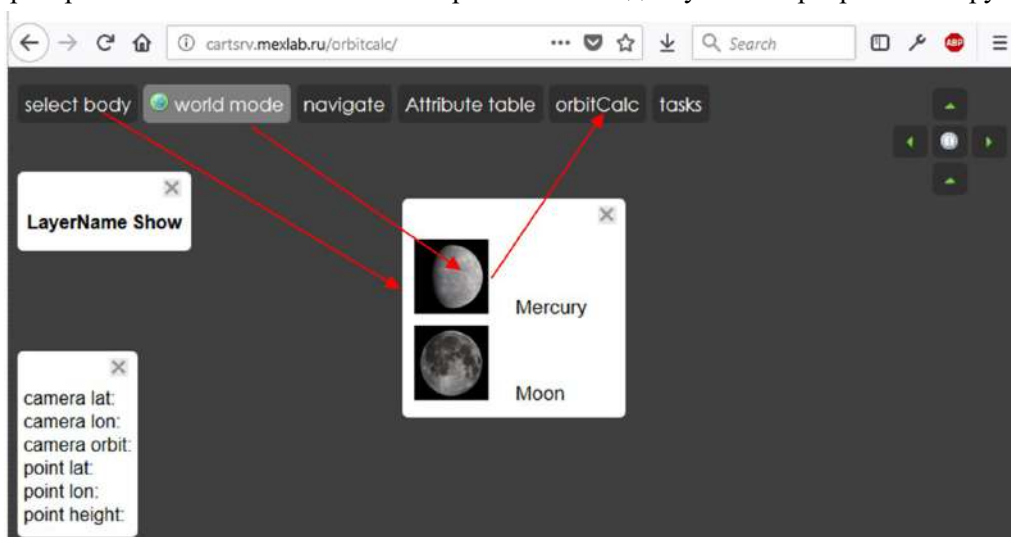 cartsrv.mexlab.ru/orbitcalc/
Search
ABP
select body world mode navigate Attribute table orbitCalc tasks
LayerName Show
Mercury
Moon
camera lat:
camera lon:
camera orbit:
point lat:
point lon:
point height: